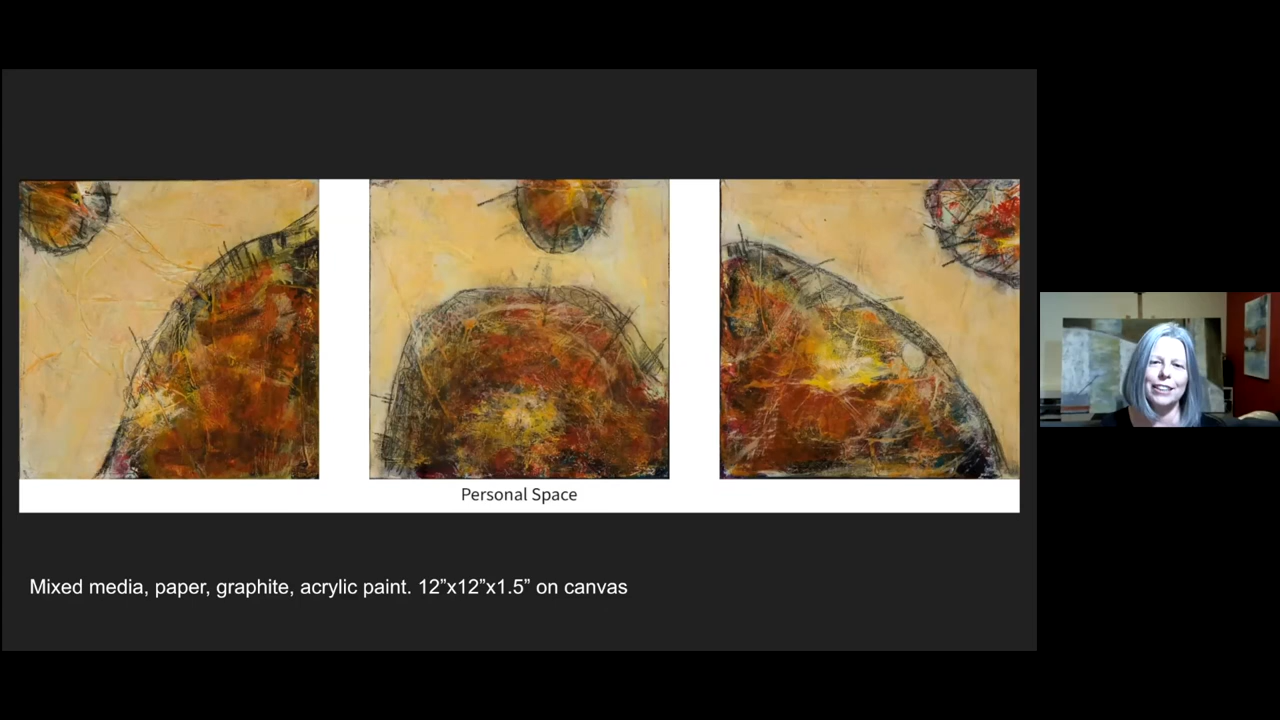 Personal Space
Mixed media, paper, graphite, acrylic paint. 12”x12”x1.5” on canvas